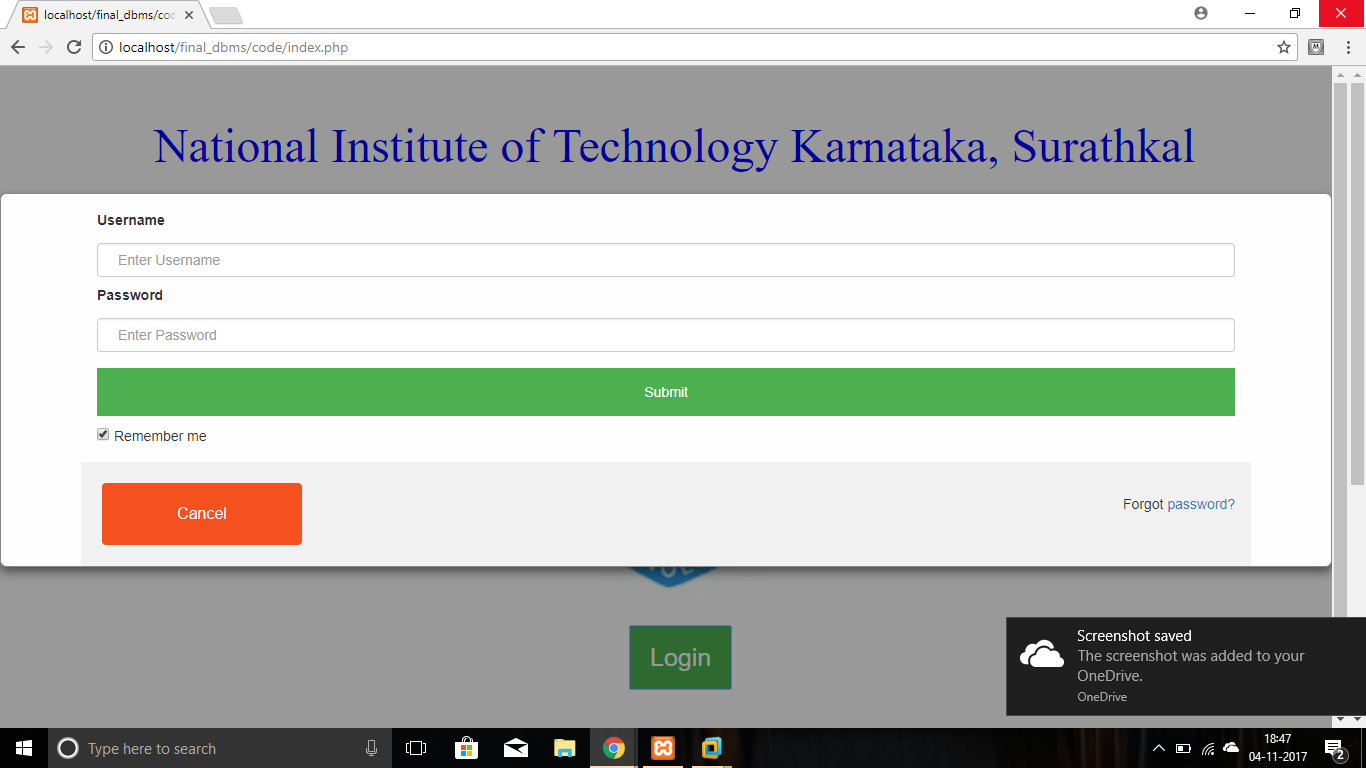 localhost/final_dbms/cod
localhost/final_dbms/code/index.php
National Institute of Technology Karnataka, Surathkal
Username
Enter Username
Password
Enter Password
Submit
Remember me
Cancel
Forgot password?
Login
Screenshot saved
The screenshot was added to your
OneDrive.
OneDrive
Type here to search
18:47
04-11-2017
2